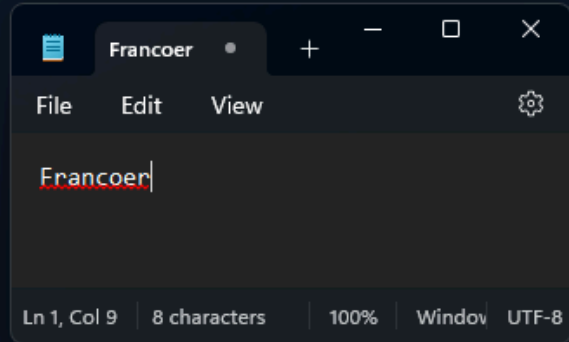 Francoer
File Edit View
Francoer
Ln 1, Col 9 8 characters 100% Window UTF-8